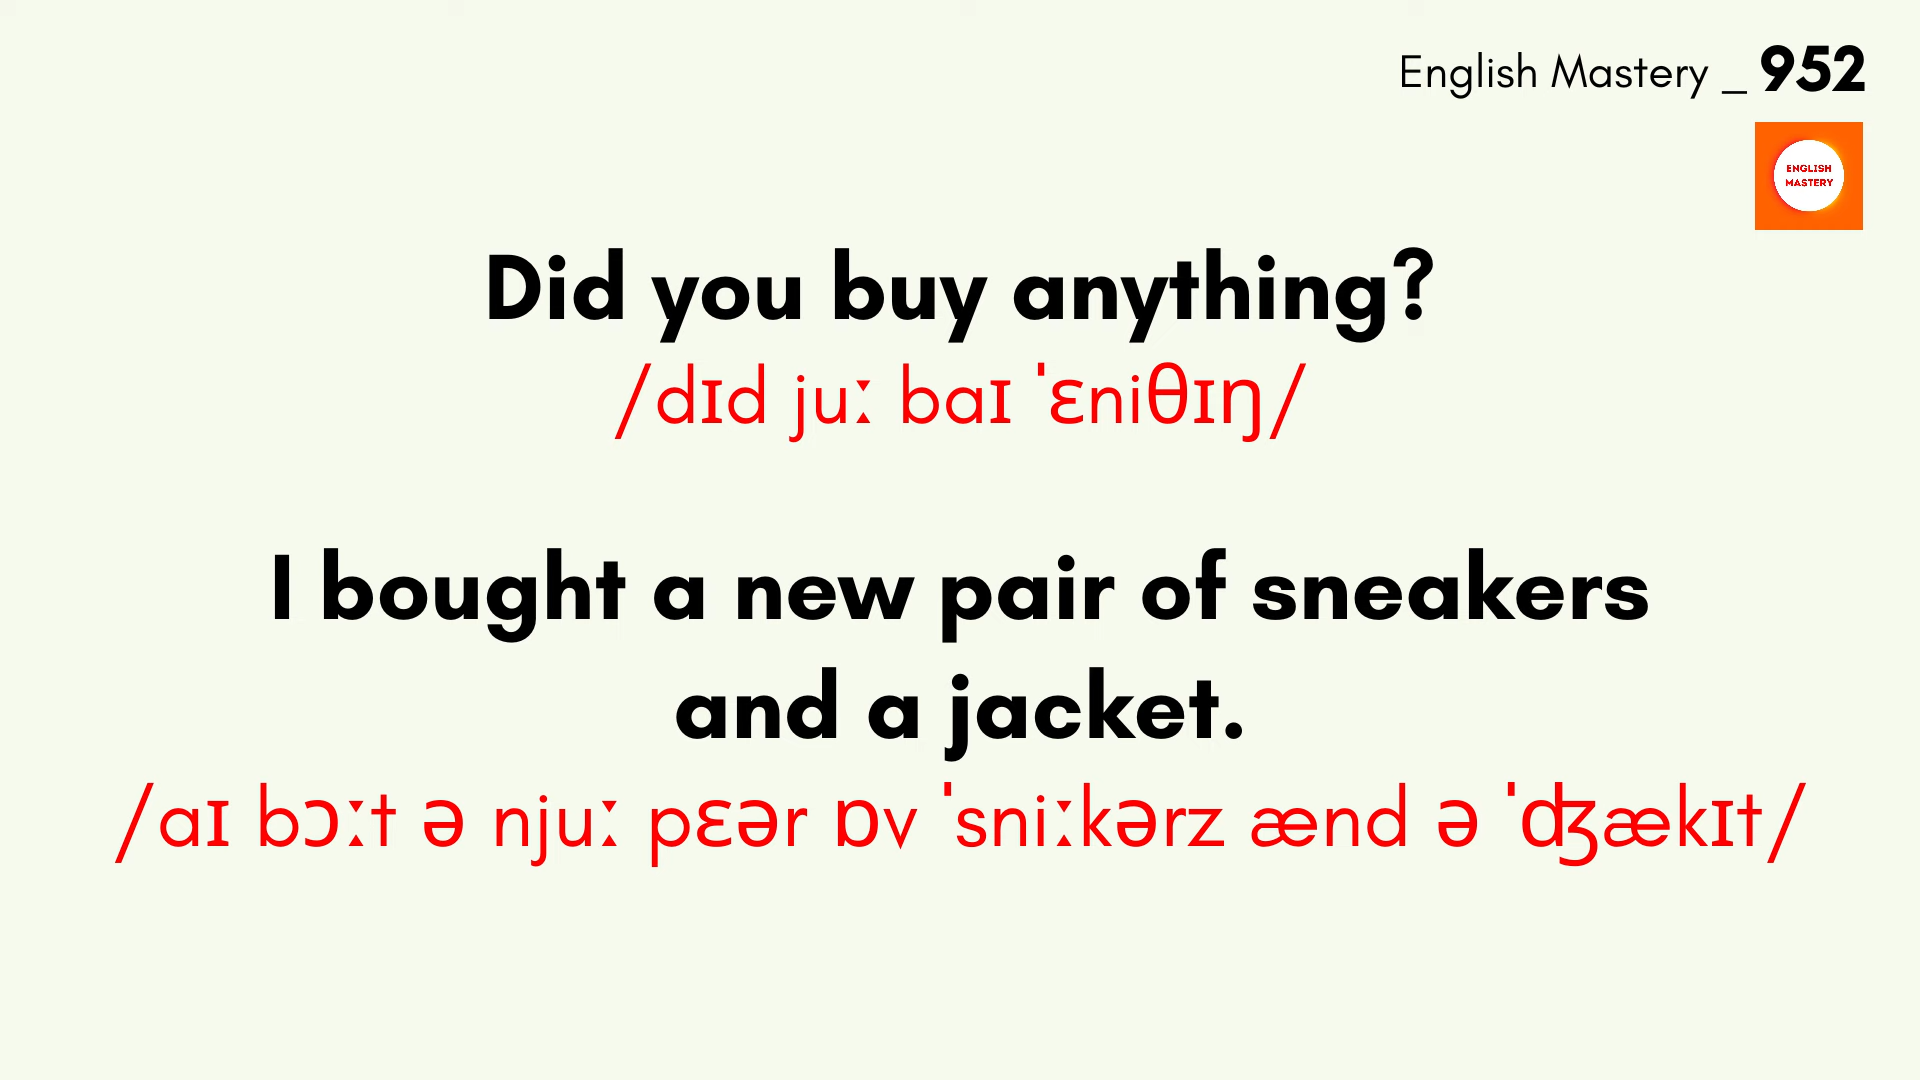 English Mastery _ 952
ENGLISH
MASTERY
Did you buy anything?
/dɪd juː baɪ ˈɛniθɪŋ/
I bought a new pair of sneakers
and a jacket.
/aɪ bɔːt ə njuː pɛər ɒv ˈsniːkərz ænd ə ˈʤækɪt/